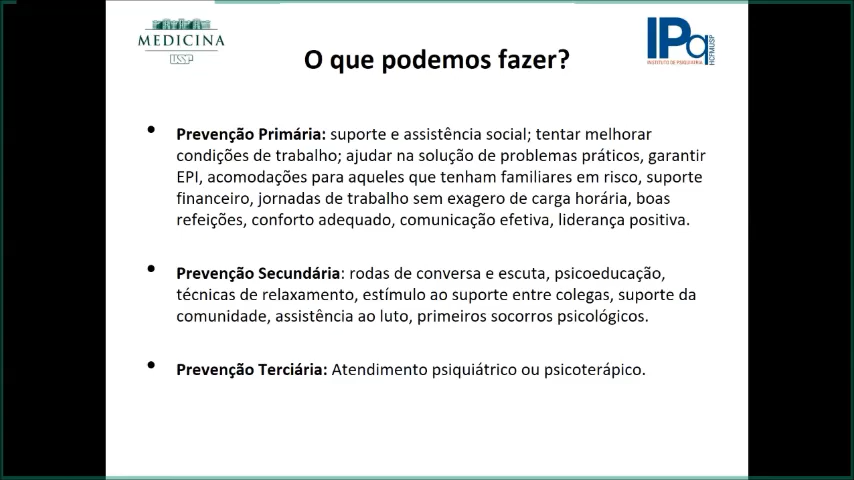 MEDICINA
USP
IPq
INSTITUTO DE PSIQUIATRIA
HCFMUSP
O que podemos fazer?
• Prevenção Primária: suporte e assistência social; tentar melhorar
condições de trabalho; ajudar na solução de problemas práticos, garantir
EPI, acomodações para aqueles que tenham familiares em risco, suporte
financeiro, jornadas de trabalho sem exagero de carga horária, boas
refeições, conforto adequado, comunicação efetiva, liderança positiva.
• Prevenção Secundária: rodas de conversa e escuta, psicoeducação,
técnicas de relaxamento, estímulo ao suporte entre colegas, suporte da
comunidade, assistência ao luto, primeiros socorros psicológicos.
• Prevenção Terciária: Atendimento psiquiátrico ou psicoterápico.